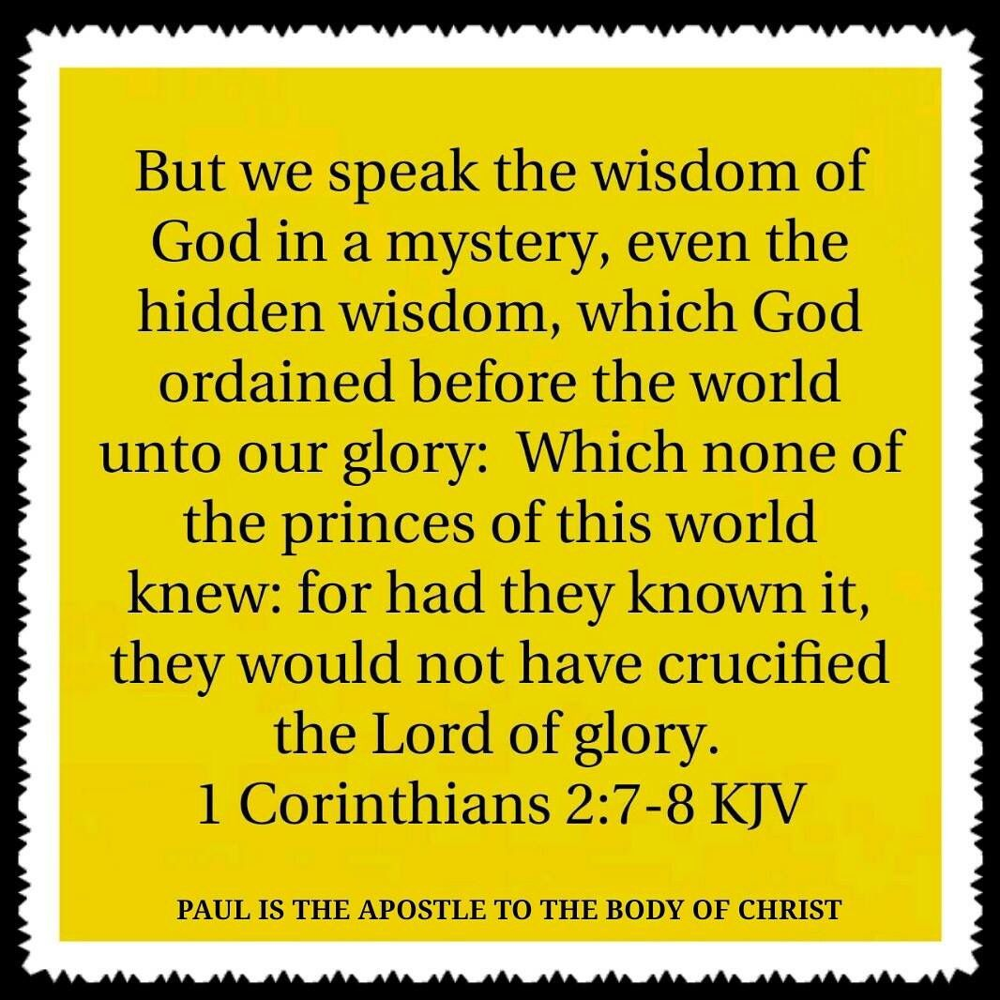 But we speak the wisdom of
God in a mystery, even the
hidden wisdom, which God
ordained before the world
unto our glory:  Which none of
the princes of this world
knew: for had they known it,
they would not have crucified
the Lord of glory.
1 Corinthians 2:7-8 KJV
PAUL IS THE APOSTLE TO THE BODY OF CHRIST